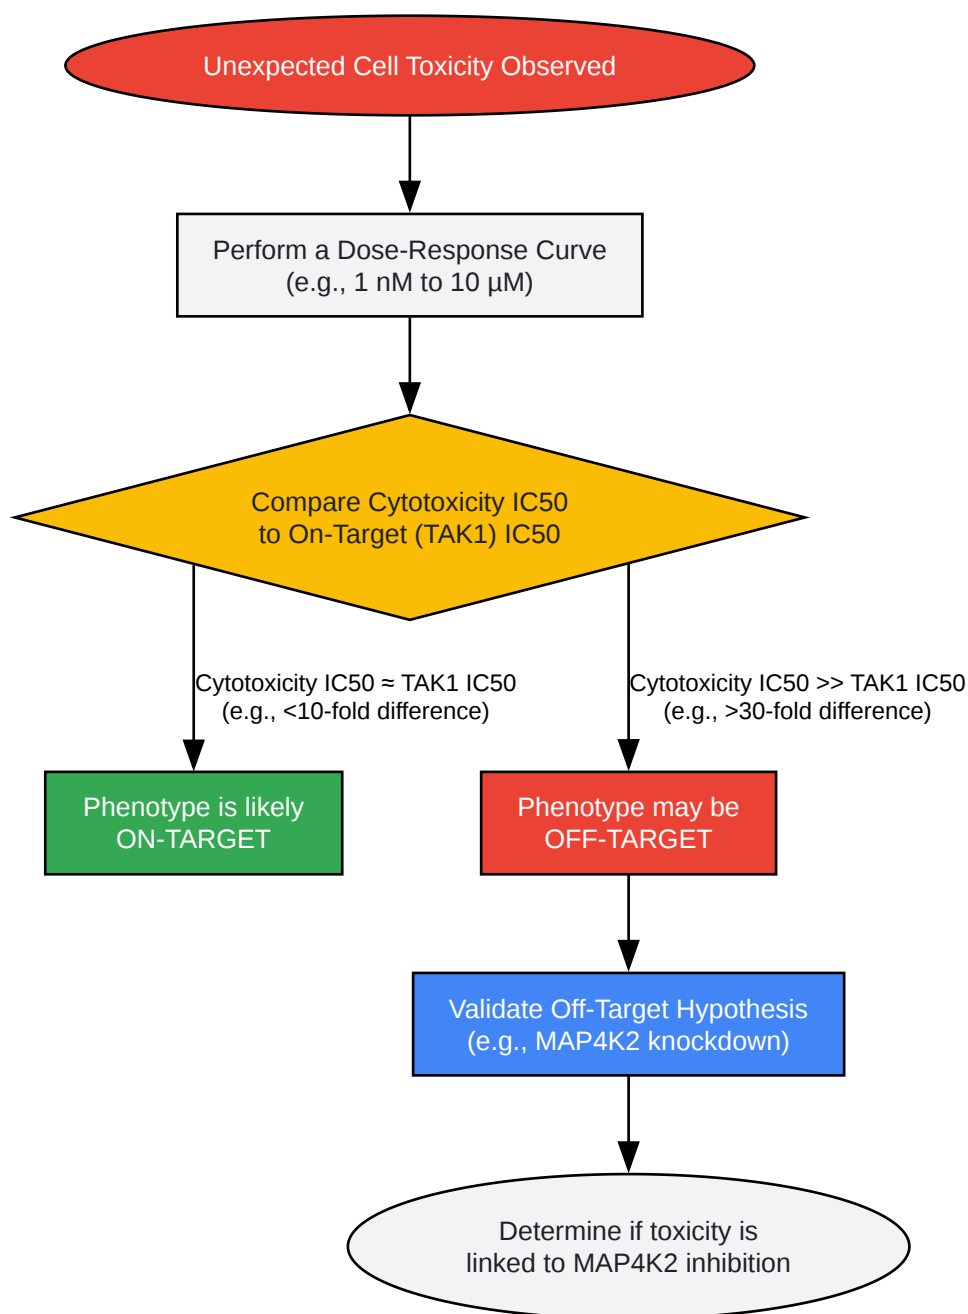 Unexpected Cell Toxicity Observed
Perform a Dose-Response Curve
(e.g., 1 nM to 10 µM)
Compare Cytotoxicity IC50
to On-Target (TAK1) IC50
Cytotoxicity IC50 ≈ TAK1 IC50
(e.g., <10-fold difference)
Cytotoxicity IC50 >> TAK1 IC50
(e.g., >30-fold difference)
Phenotype is likely
ON-TARGET
Phenotype may be
OFF-TARGET
Validate Off-Target Hypothesis
(e.g., MAP4K2 knockdown)
Determine if toxicity is
linked to MAP4K2 inhibition